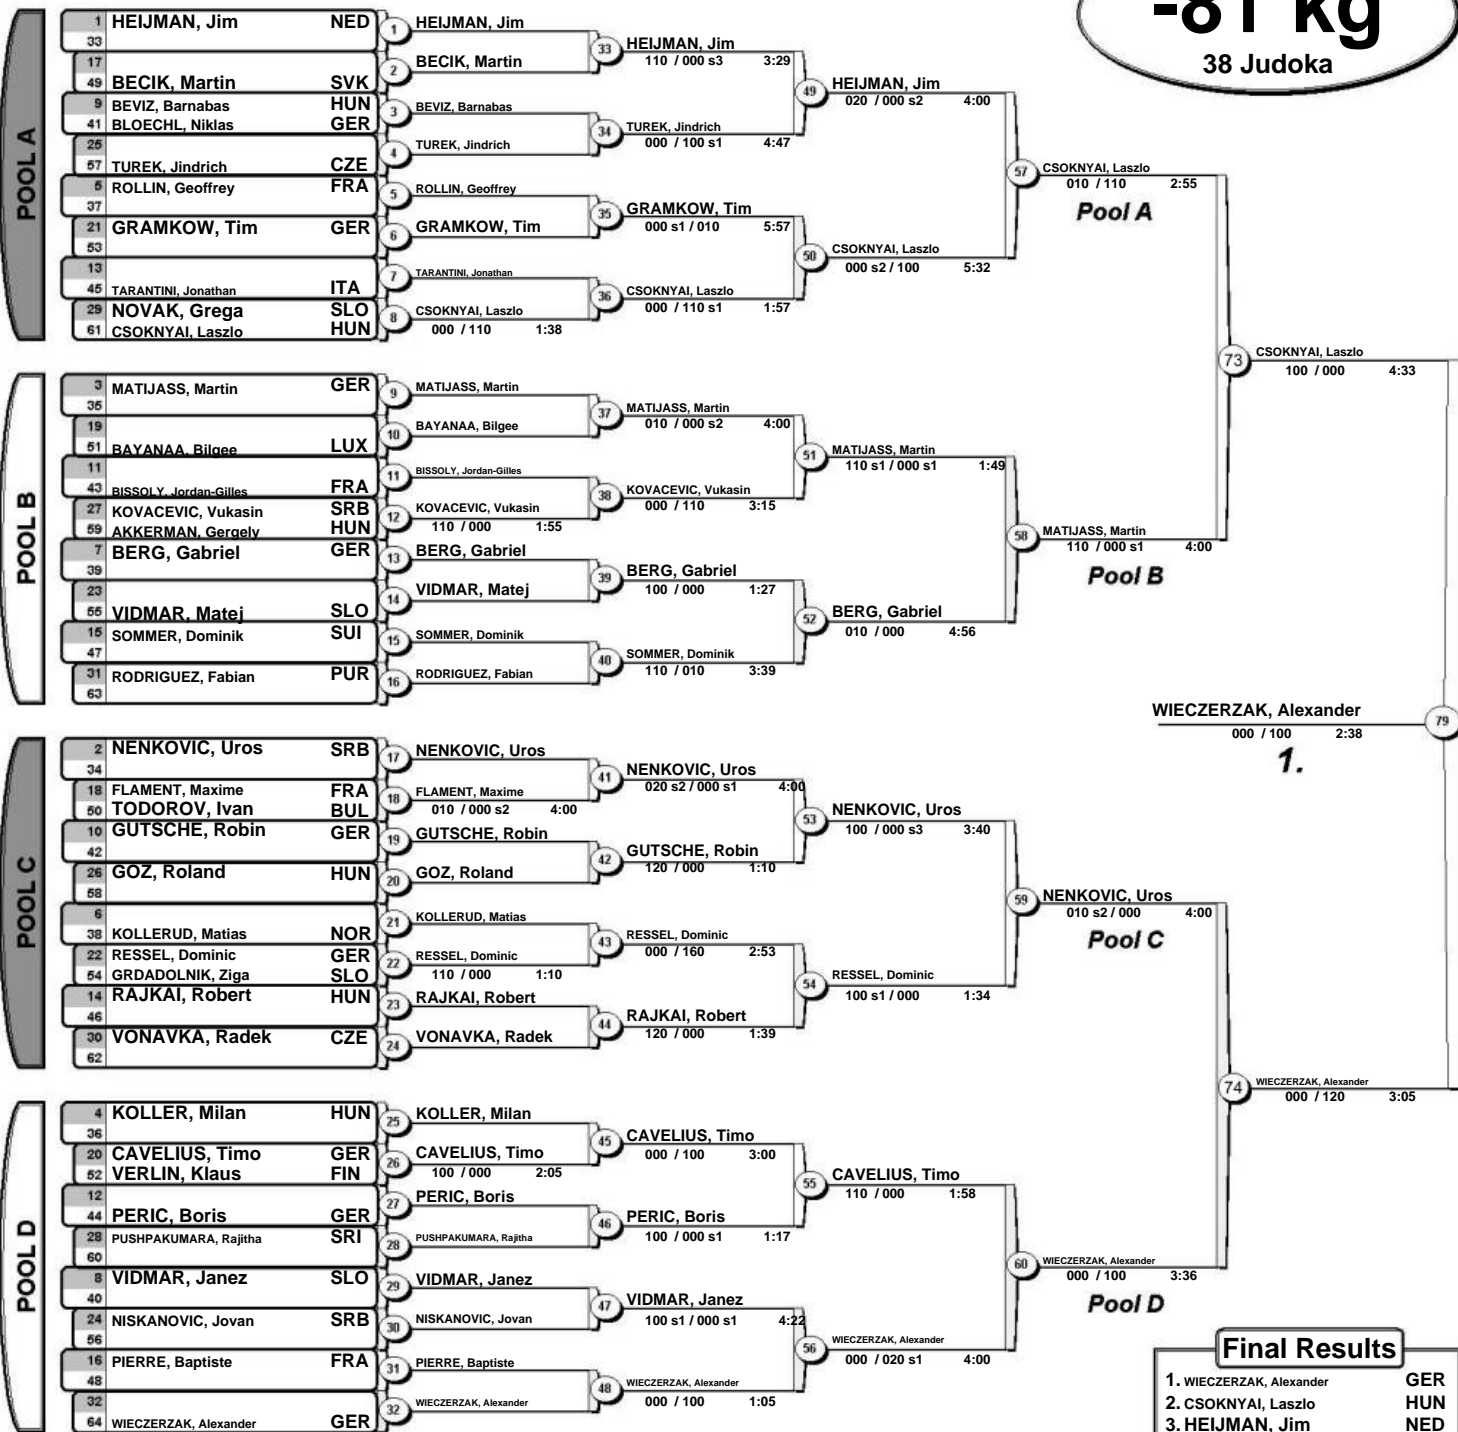 -81 kg
38 Judoka
POOL A
1 HEIJMAN, Jim NED
33
17
49 BECIK, Martin SVK
9 BEVIZ, Barnabas HUN
41 BLOECHL, Niklas GER
25
57 TUREK, Jindrich CZE
5 ROLLIN, Geoffrey FRA
37
21 GRAMKOW, Tim GER
53
13
45 TARANTINI, Jonathan ITA
29 NOVAK, Grega SLO
61 CSOKNYAI, Laszlo HUN
1 HEIJMAN, Jim
2 BECIK, Martin
3 BEVIZ, Barnabas
4 TUREK, Jindrich
5 ROLLIN, Geoffrey
6 GRAMKOW, Tim
7 TARANTINI, Jonathan
8 CSOKNYAI, Laszlo
000 / 110 1:38
33 HEIJMAN, Jim
110 / 000 s3 3:29
34 TUREK, Jindrich
000 / 100 s1 4:47
35 GRAMKOW, Tim
000 s1 / 010 5:57
36 CSOKNYAI, Laszlo
000 / 110 s1 1:57
49 HEIJMAN, Jim
020 / 000 s2 4:00
50 CSOKNYAI, Laszlo
000 s2 / 100 5:32
57 CSOKNYAI, Laszlo
010 / 110 2:55
Pool A
POOL B
3 MATIJASS, Martin GER
35
19
51 BAYANAA, Bilgee LUX
11
43 BISSOLY, Jordan-Gilles FRA
27 KOVACEVIC, Vukasin SRB
59 AKKERMAN, Gergely HUN
7 BERG, Gabriel GER
39
23
55 VIDMAR, Matej SLO
15 SOMMER, Dominik SUI
47
31 RODRIGUEZ, Fabian PUR
63
9 MATIJASS, Martin
10 BAYANAA, Bilgee
11 BISSOLY, Jordan-Gilles
12 KOVACEVIC, Vukasin
110 / 000 1:55
13 BERG, Gabriel
14 VIDMAR, Matej
15 SOMMER, Dominik
16 RODRIGUEZ, Fabian
37 MATIJASS, Martin
010 / 000 s2 4:00
38 KOVACEVIC, Vukasin
000 / 110 3:15
39 BERG, Gabriel
100 / 000 1:27
40 SOMMER, Dominik
110 / 010 3:39
51 MATIJASS, Martin
110 s1 / 000 s1 1:49
52 BERG, Gabriel
010 / 000 4:56
58 MATIJASS, Martin
110 / 000 s1 4:00
Pool B
73 CSOKNYAI, Laszlo
100 / 000 4:33
WIECZERZAK, Alexander 79
000 / 100 2:38
1.
POOL C
2 NENKOVIC, Uros SRB
34
18 FLAMENT, Maxime FRA
50 TODOROV, Ivan BUL
10 GUTSCHE, Robin GER
42
26 GOZ, Roland HUN
58
6
38 KOLLERUD, Matias NOR
22 RESSEL, Dominic GER
54 GRDADOLNIK, Ziga SLO
14 RAJKAI, Robert HUN
46
30 VONAVKA, Radek CZE
62
17 NENKOVIC, Uros
18 FLAMENT, Maxime
010 / 000 s2 4:00
19 GUTSCHE, Robin
20 GOZ, Roland
21 KOLLERUD, Matias
22 RESSEL, Dominic
110 / 000 1:10
23 RAJKAI, Robert
24 VONAVKA, Radek
41 NENKOVIC, Uros
020 s2 / 000 s1 4:00
42 GUTSCHE, Robin
120 / 000 1:10
43 RESSEL, Dominic
000 / 160 2:53
44 RAJKAI, Robert
120 / 000 1:39
53 NENKOVIC, Uros
100 / 000 s3 3:40
54 RESSEL, Dominic
100 s1 / 000 1:34
59 NENKOVIC, Uros
010 s2 / 000 4:00
Pool C
POOL D
4 KOLLER, Milan HUN
36
20 CAVELIUS, Timo GER
52 VERLIN, Klaus FIN
12
44 PERIC, Boris GER
28 PUSHPAKUMARA, Rajitha SRI
60
8 VIDMAR, Janez SLO
40
24 NISKANOVIC, Jovan SRB
56
16 PIERRE, Baptiste FRA
48
32
64 WIECZERZAK, Alexander GER
25 KOLLER, Milan
26 CAVELIUS, Timo
100 / 000 2:05
27 PERIC, Boris
28 PUSHPAKUMARA, Rajitha
29 VIDMAR, Janez
30 NISKANOVIC, Jovan
31 PIERRE, Baptiste
32 WIECZERZAK, Alexander
45 CAVELIUS, Timo
000 / 100 3:00
46 PERIC, Boris
100 / 000 s1 1:17
47 VIDMAR, Janez
100 s1 / 000 s1 4:22
48 WIECZERZAK, Alexander
000 / 100 1:05
55 CAVELIUS, Timo
110 / 000 1:58
56 WIECZERZAK, Alexander
000 / 020 s1 4:00
60 WIECZERZAK, Alexander
000 / 100 3:36
Pool D
74 WIECZERZAK, Alexander
000 / 120 3:05
Final Results
1. WIECZERZAK, Alexander GER
2. CSOKNYAI, Laszlo HUN
3. HEIJMAN, Jim NED